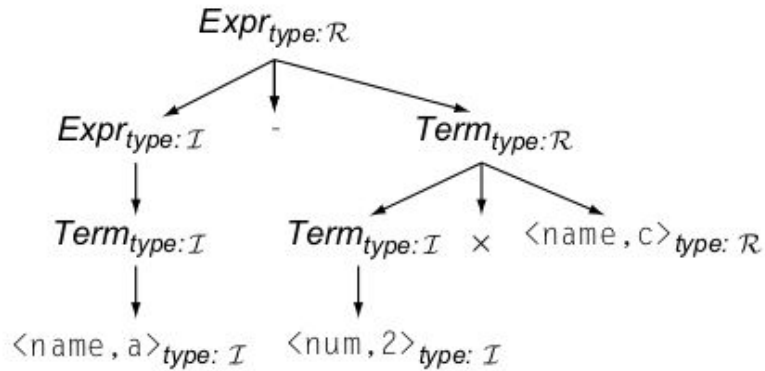 Expr type: ℛ
Expr type: ℐ - Term type: ℛ
Term type: ℐ Term type: ℐ × <name,c> type: ℛ
<name,a> type: ℐ <num,2> type: ℐ